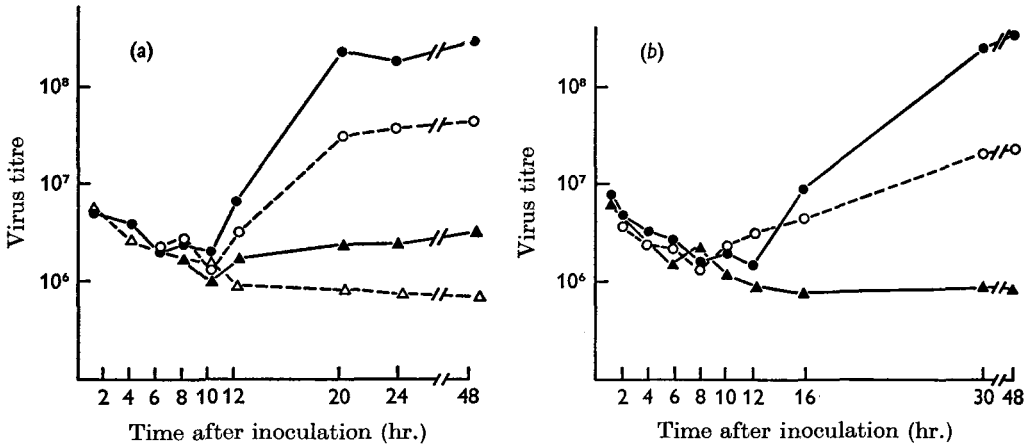 (a)
Virus titre
10⁸
10⁷
10⁶
2 4 6 8 10 12 20 24 48
Time after inoculation (hr.)
(b)
Virus titre
10⁸
10⁷
10⁶
2 4 6 8 10 12 16 30 48
Time after inoculation (hr.)